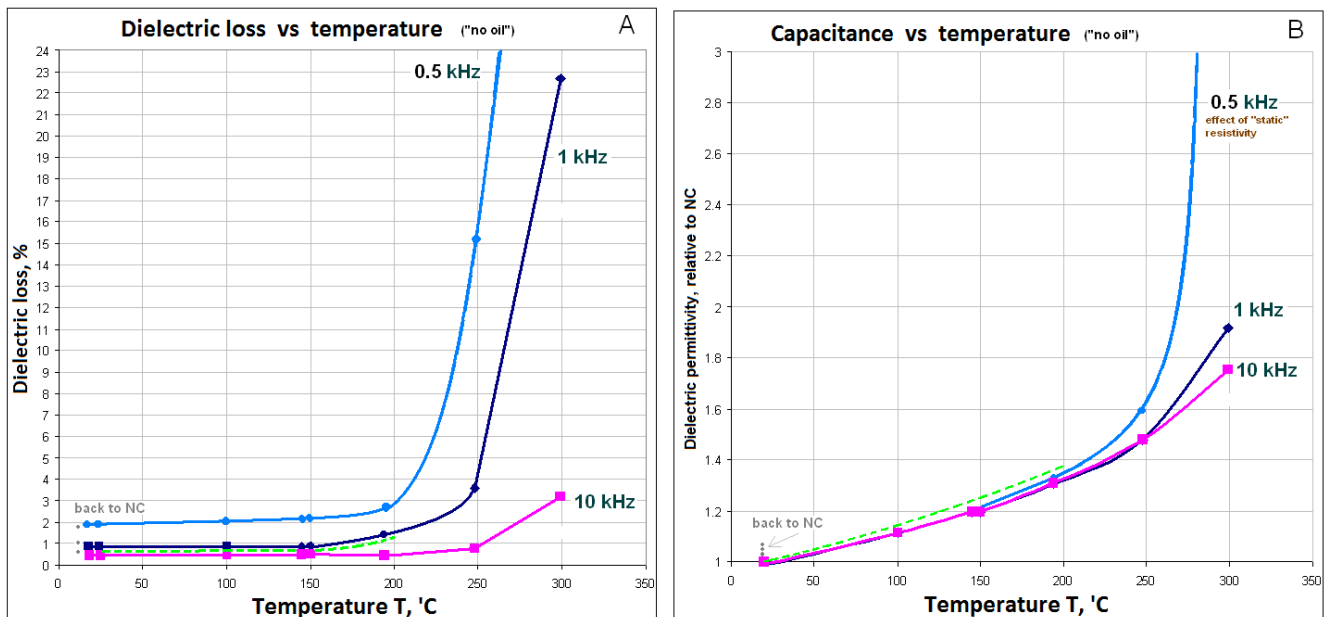 Dielectric loss vs temperature ("no oil")
A
24
23
22
21
20
19
18
17
16
15
14
13
12
11
10
9
8
7
6
5
4
3
2
1
0
Dielectric loss, %
0.5 kHz
1 kHz
10 kHz
back to NC
0 50 100 150 200 250 300 350
Temperature T, 'C
Capacitance vs temperature ("no oil")
B
3
2.8
2.6
2.4
2.2
2
1.8
1.6
1.4
1.2
1
Dielectric permittivity, relative to NC
0.5 kHz
effect of "static"
resistivity
1 kHz
10 kHz
back to NC
0 50 100 150 200 250 300 350
Temperature T, 'C